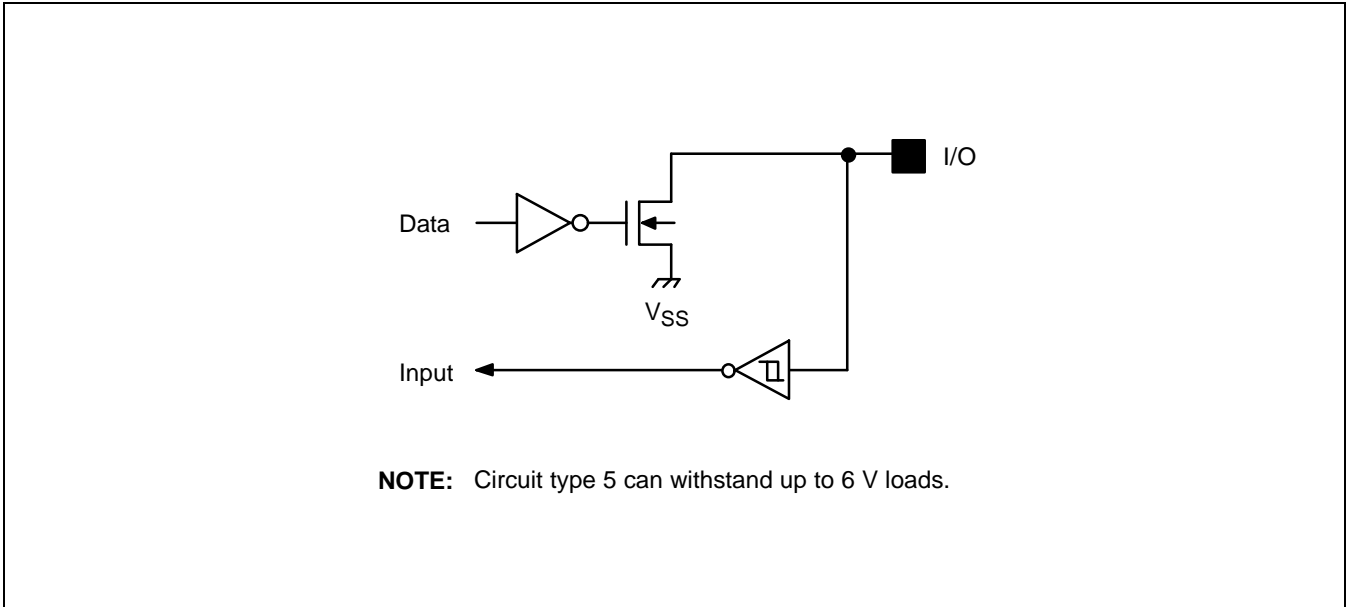 I/O
Data
VSS
Input
NOTE: Circuit type 5 can withstand up to 6 V loads.